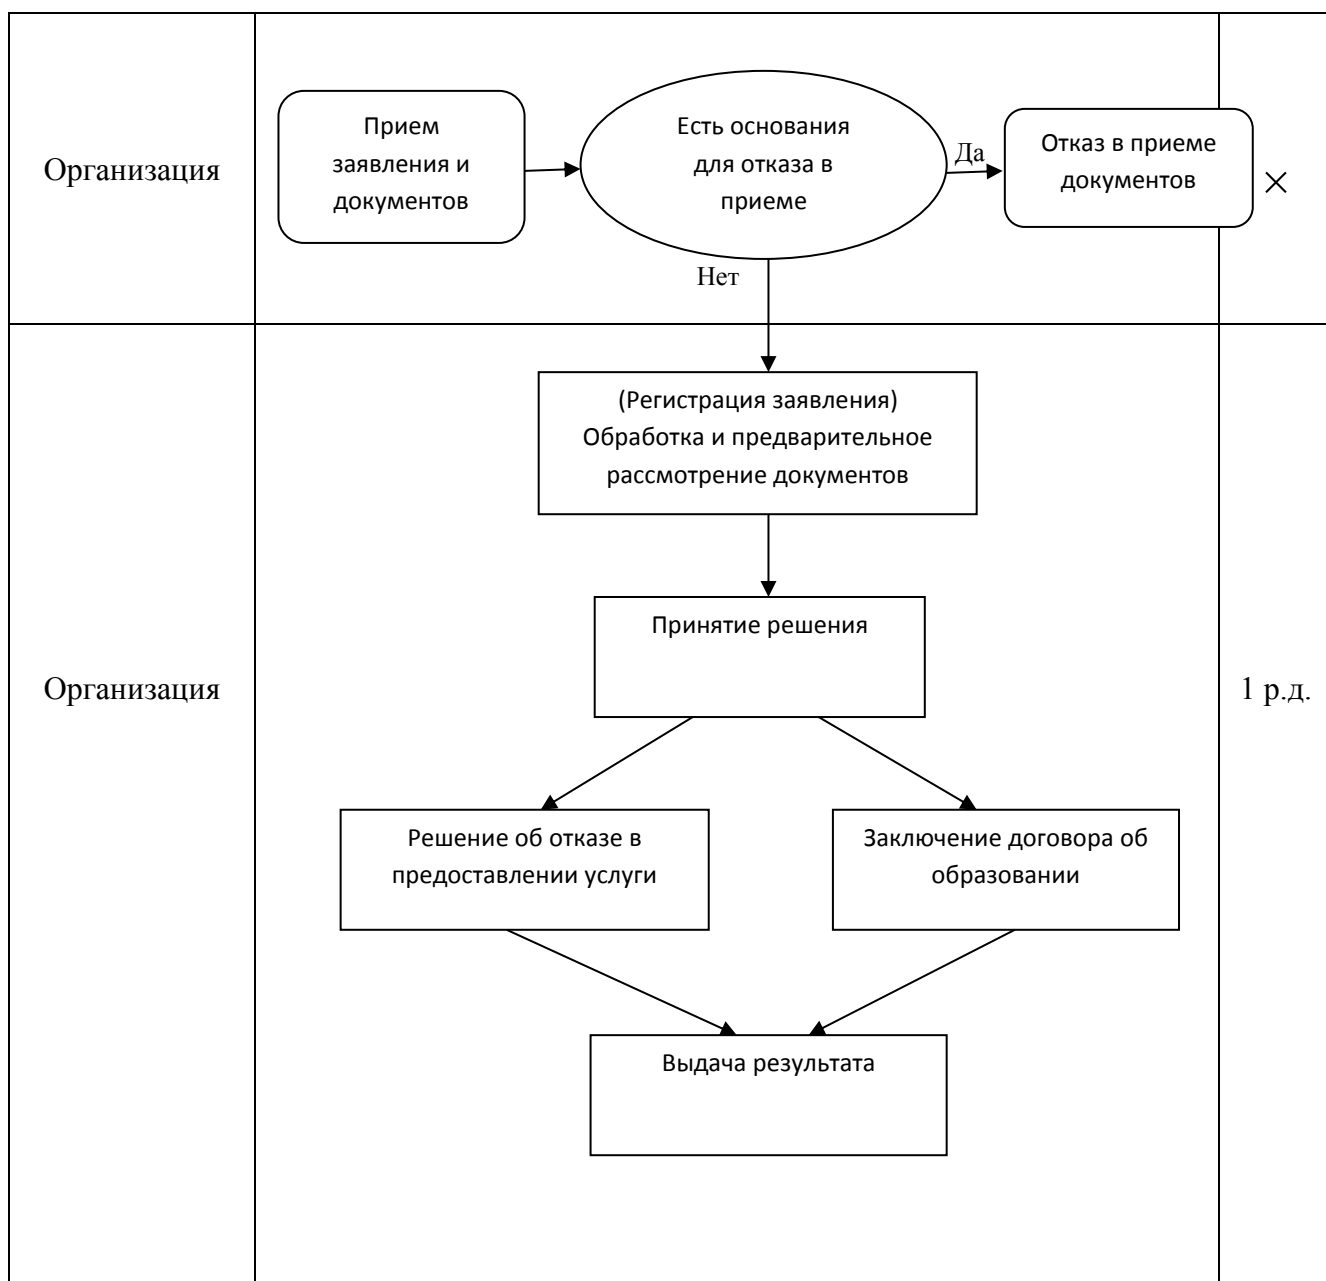 Организация
Прием
заявления и
документов
Есть основания
для отказа в
приеме
Да
Отказ в приеме
документов
×
Нет
Организация
(Регистрация заявления)
Обработка и предварительное
рассмотрение документов
Принятие решения
1 р.д.
Решение об отказе в
предоставлении услуги
Заключение договора об
образовании
Выдача результата